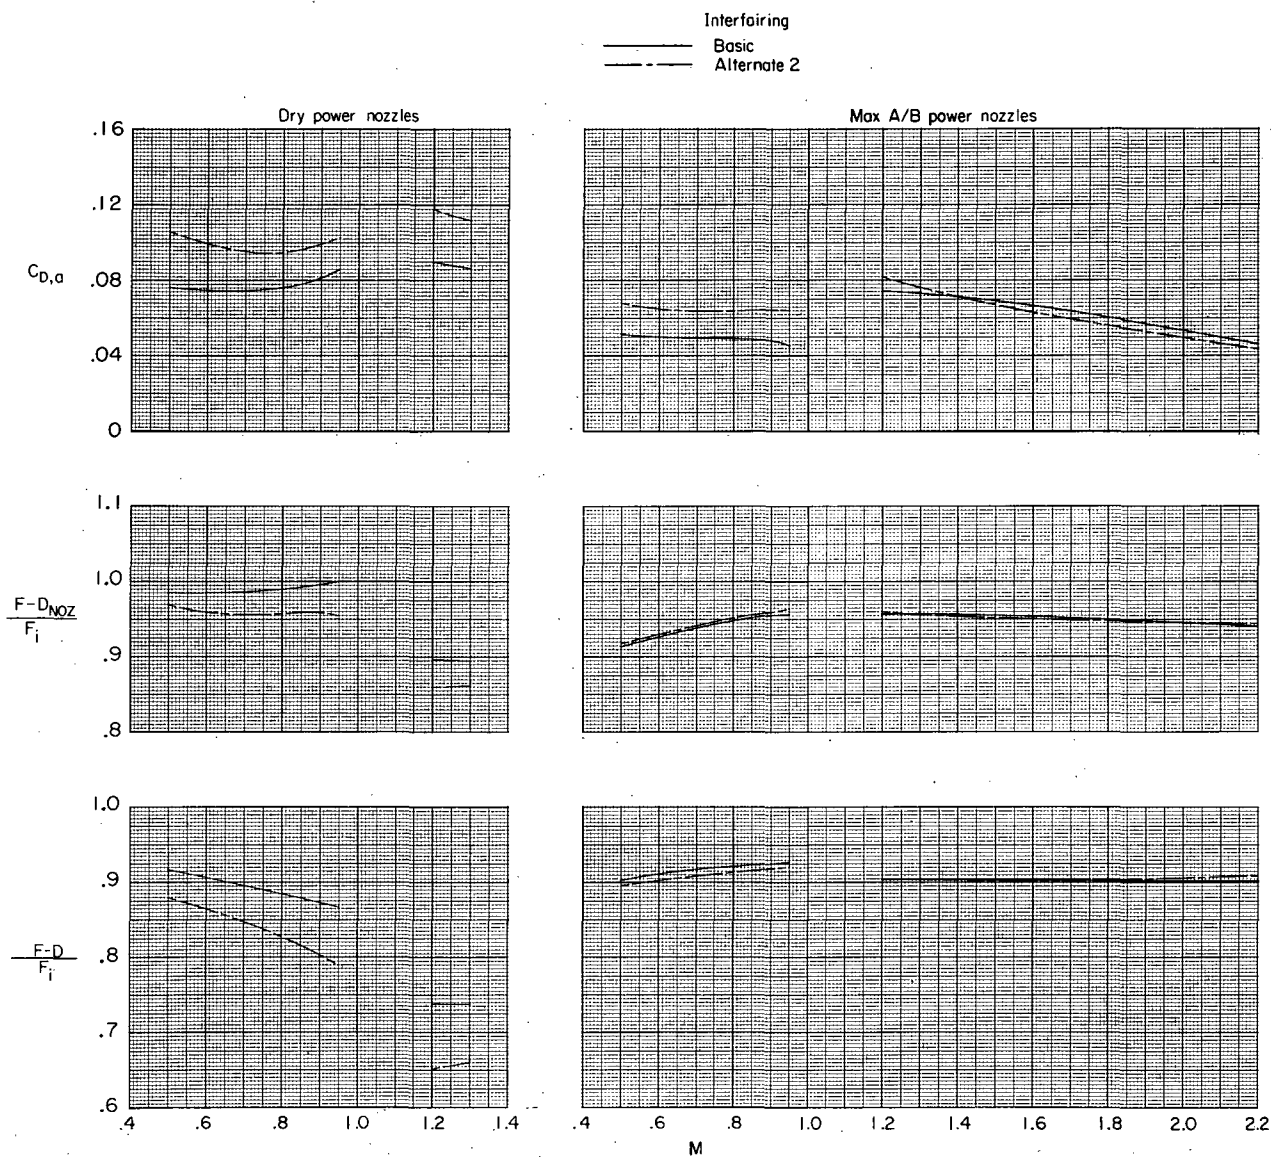 Interfairing
Basic
Alternate 2
Dry power nozzles
Max A/B power nozzles
.16
.12
C_D,a
.08
.04
0
1.1
1.0
F-D_NOZ
F_i
.9
.8
1.0
.9
F-D
F_i
.8
.7
.6
.4 .6 .8 1.0 1.2 1.4
.4 .6 .8 1.0 1.2 1.4 1.6 1.8 2.0 2.2
M